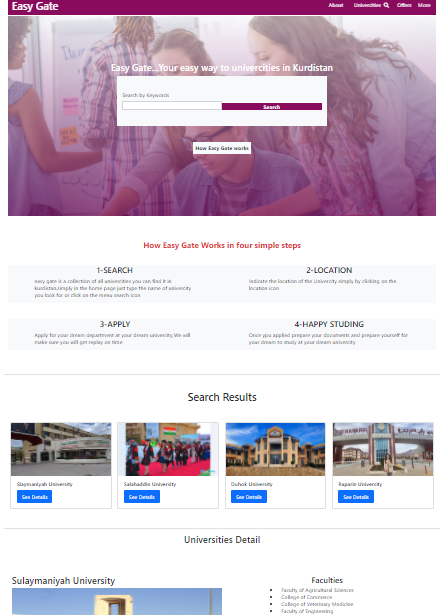 Easy Gate
About Universities Offers More
Easy Gate...Your easy way to univercities in Kurdistan
Search by Keywords
Search
How Easy Gate works
How Easy Gate Works in four simple steps
1-SEARCH
easy gate is a collection of all universities you can find it in
kurdistan,simply in the home page just type the name of univercity
you look for or click on the menu search icon
2-LOCATION
Indicate the location of the Univercity simply by clicking on the
location icon
3-APPLY
Apply for your dream department at your dream university.We will
make sure you will get replay on time
4-HAPPY STUDING
Once you applied prepare your documents and prepare yourself for
your dream to study at your dream univercity
Search Results
Slaymaniyah University
See Details
Salahaddin University
See Details
Duhok University
See Details
Raparin University
See Details
Universities Detail
Sulaymaniyah University
Faculties
Faculty of Agricultural Sciences
College of Commerce
College of Veterinary Medicine
Faculty of Engineering